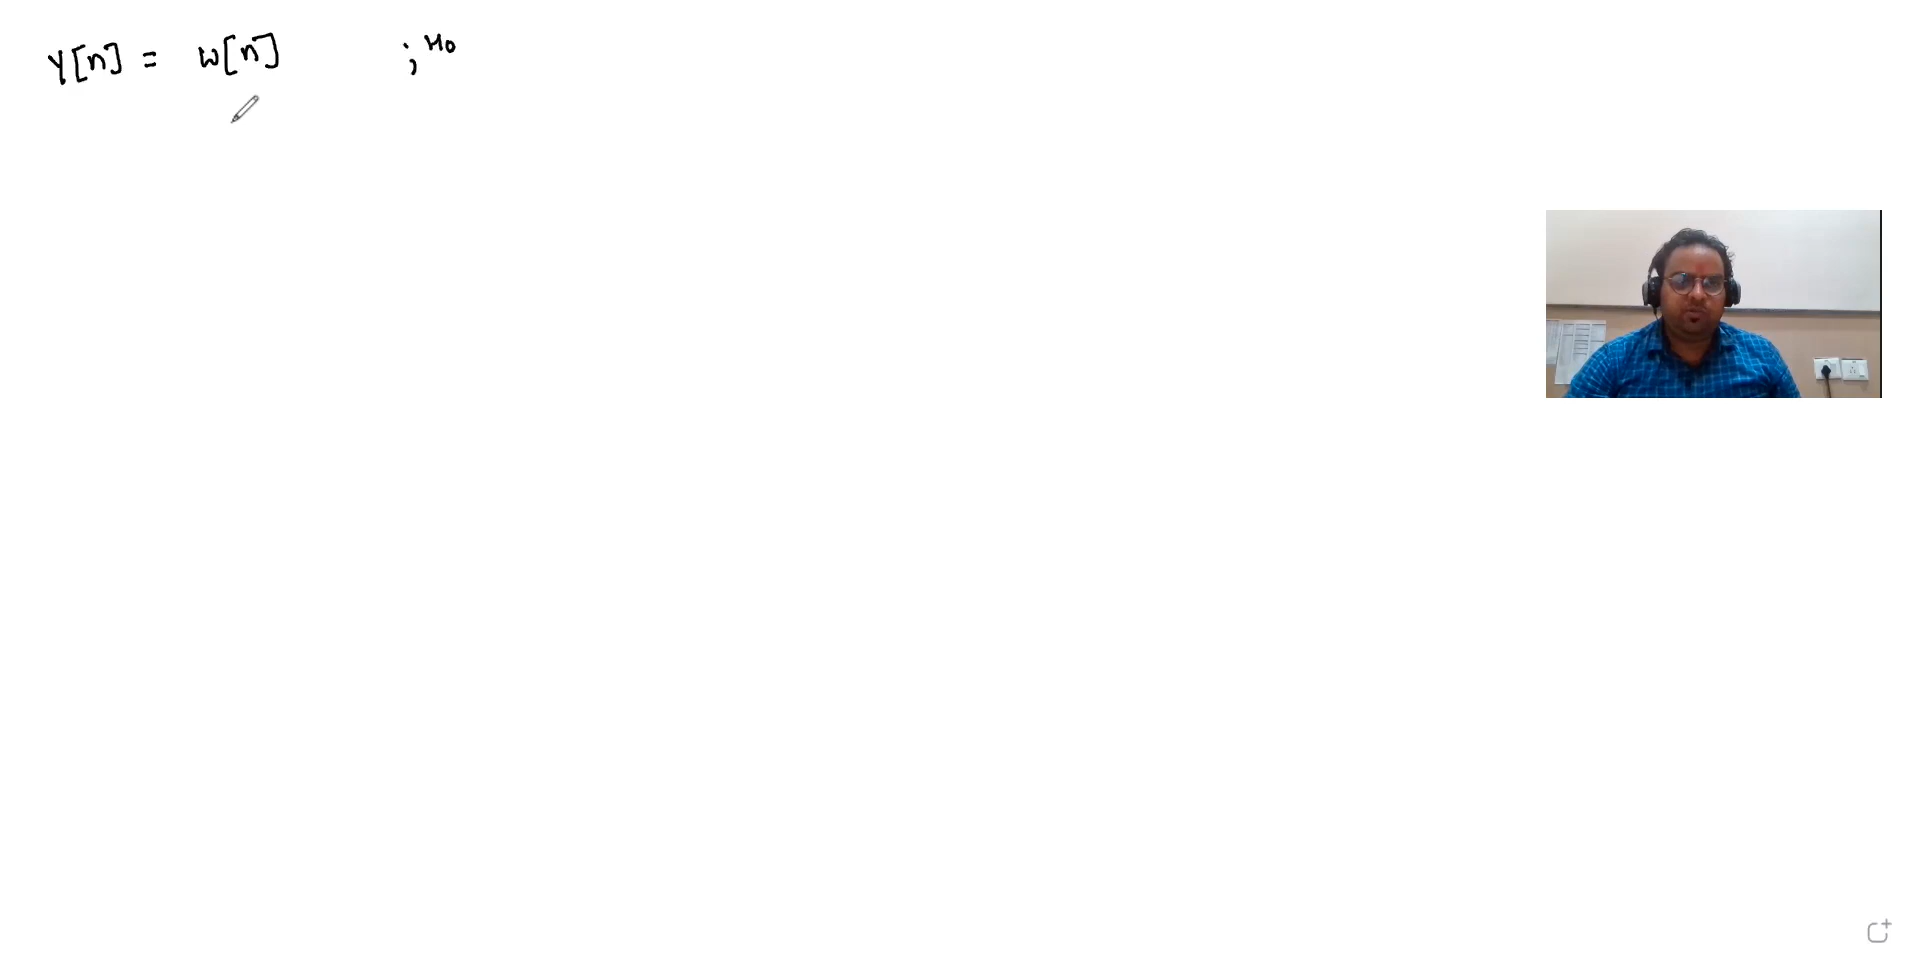 Y[n] = w[n] ; H₀